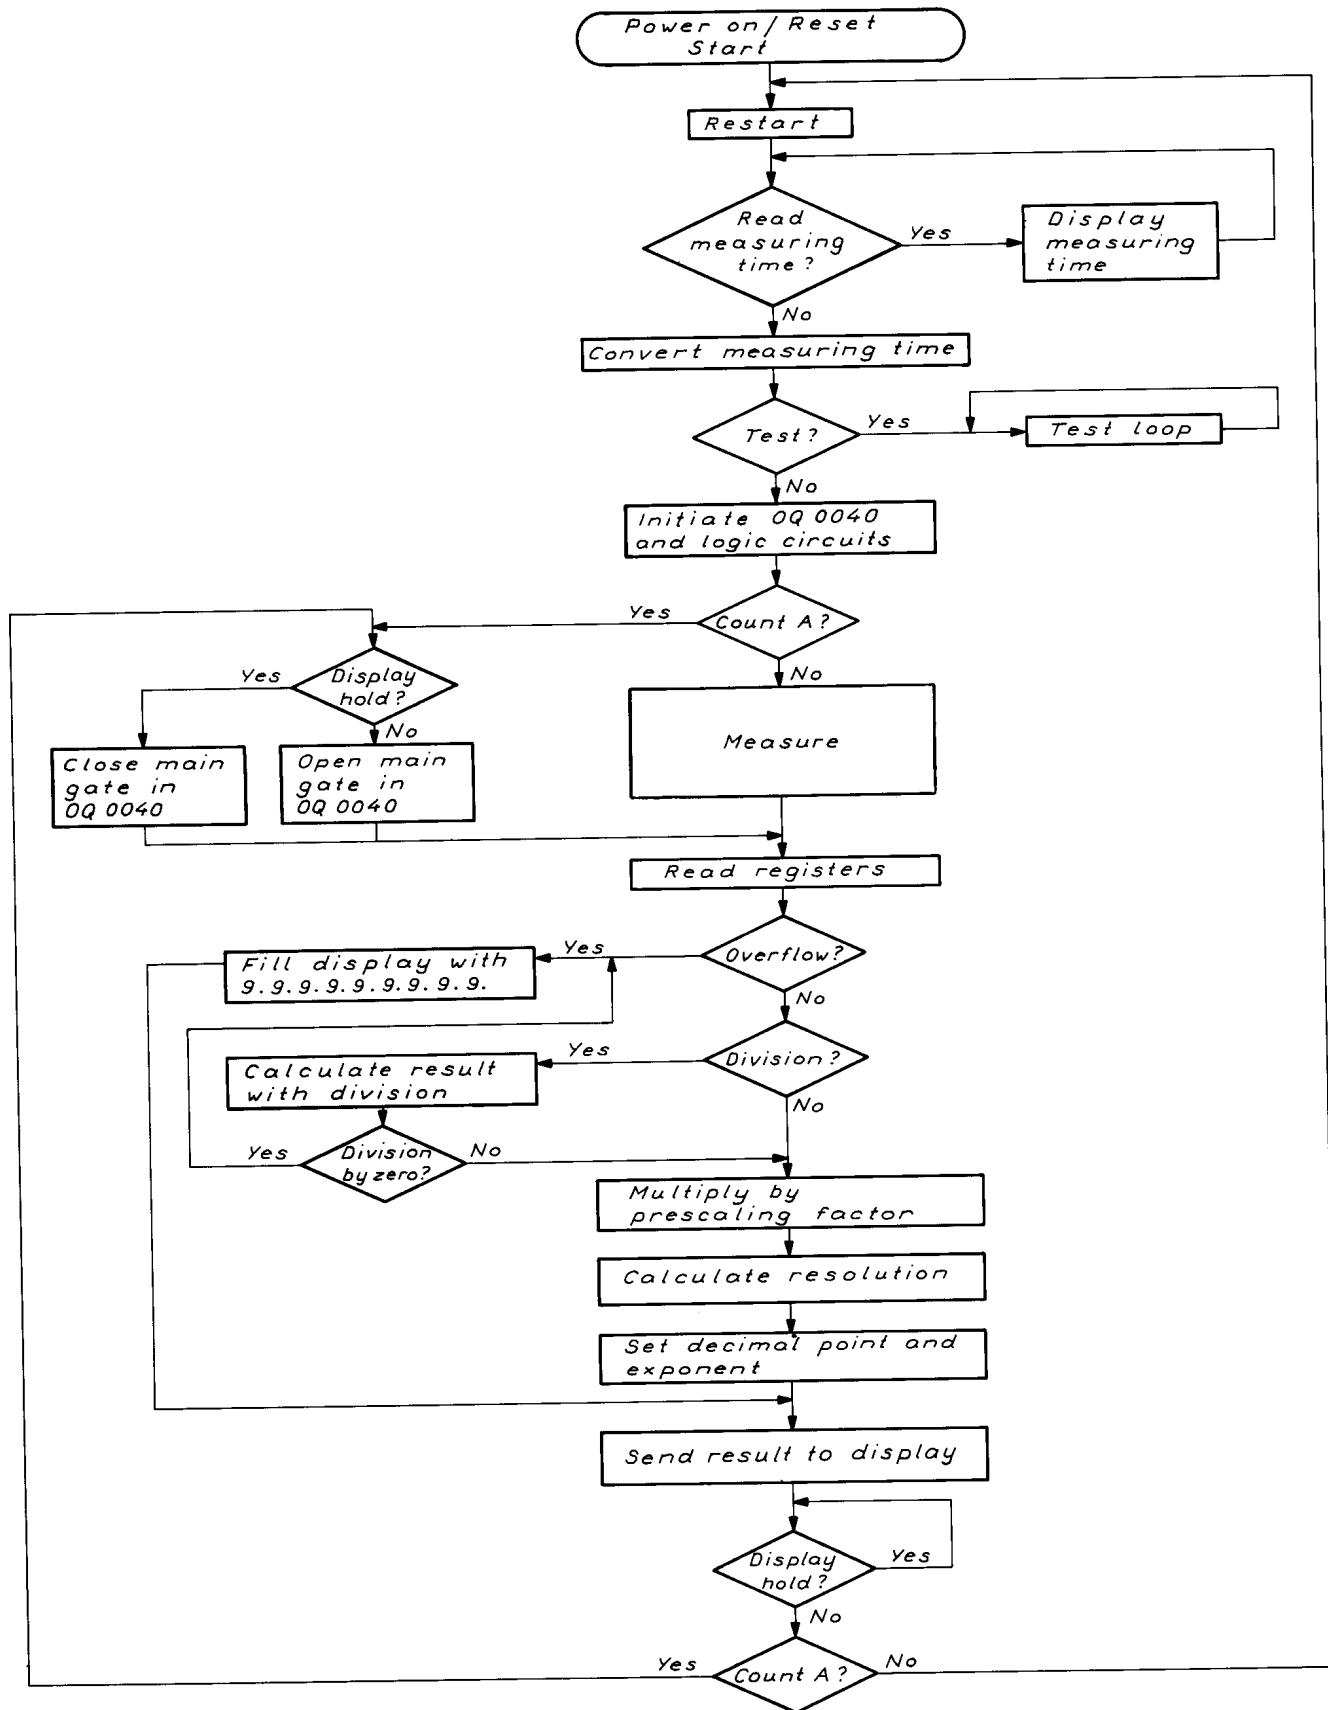 Power on / Reset
Start
Restart
Read
measuring
time?
Yes
Display
measuring
time
No
Convert measuring time
Test?
Yes
Test loop
No
Initiate OQ 0040
and logic circuits
Count A?
Yes
No
Display
hold?
Yes
No
Close main
gate in
OQ 0040
Open main
gate in
OQ 0040
Measure
Read registers
Overflow?
Yes
No
Fill display with
9.9.9.9.9.9.9.9.9.
Division?
Yes
No
Calculate result
with division
Division
by zero?
Yes
No
Multiply by
prescaling factor
Calculate resolution
Set decimal point and
exponent
Send result to display
Display
hold?
Yes
No
Count A?
Yes
No